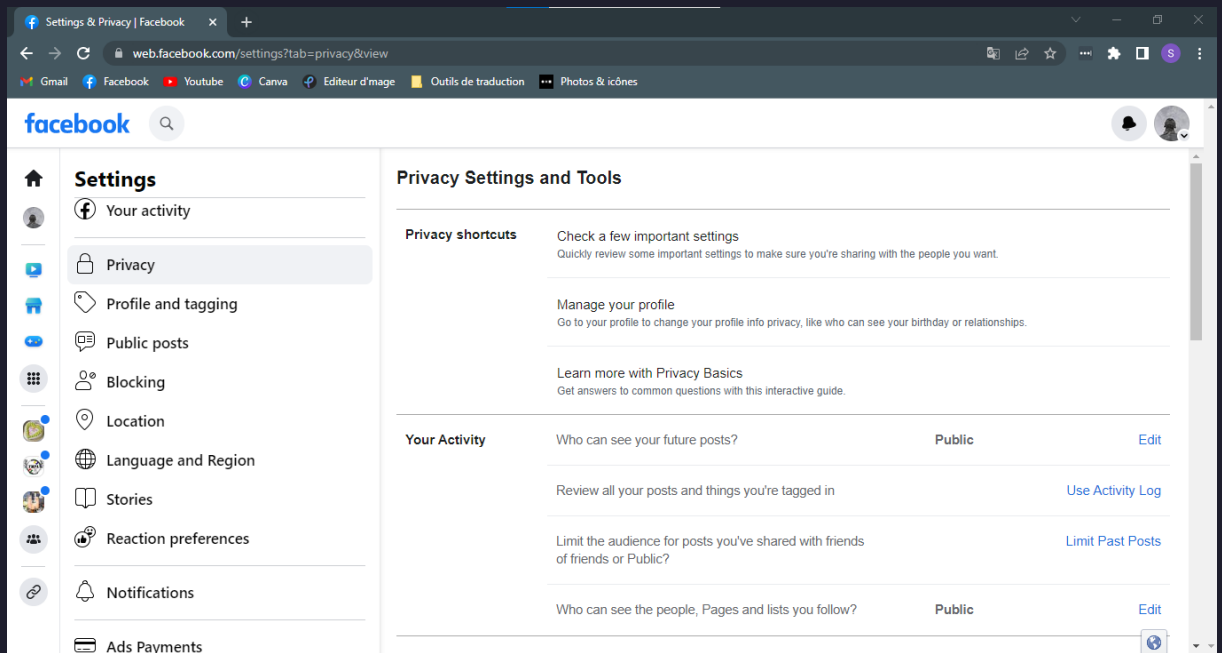 Settings & Privacy | Facebook
web.facebook.com/settings?tab=privacy&view
S
Gmail
Facebook
Youtube
Canva
Editeur d'mage
Outils de traduction
Photos & icônes
facebook
Settings
Your activity
Privacy
Profile and tagging
Public posts
Blocking
Location
Language and Region
Stories
Reaction preferences
Notifications
Ads Payments
Privacy Settings and Tools
Privacy shortcuts
Check a few important settings
Quickly review some important settings to make sure you're sharing with the people you want.
Manage your profile
Go to your profile to change your profile info privacy, like who can see your birthday or relationships.
Learn more with Privacy Basics
Get answers to common questions with this interactive guide.
Your Activity
Who can see your future posts?
Public
Edit
Review all your posts and things you're tagged in
Use Activity Log
Limit the audience for posts you've shared with friends
of friends or Public?
Limit Past Posts
Who can see the people, Pages and lists you follow?
Public
Edit